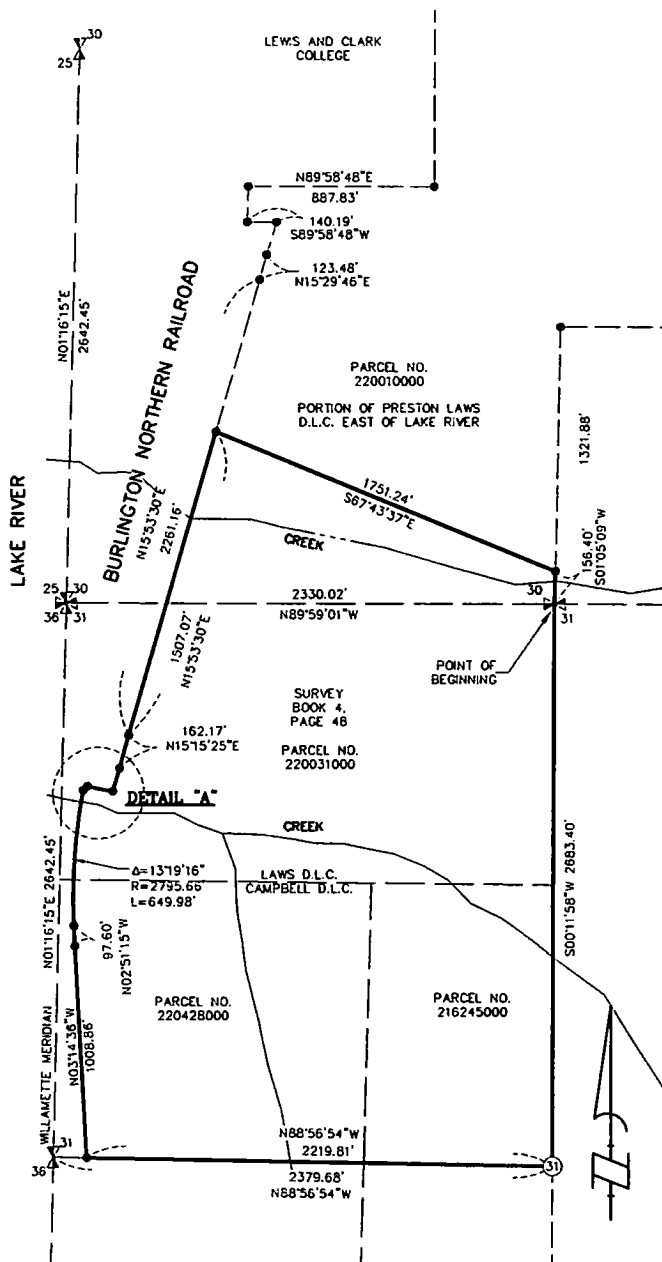 30
25
LEWIS AND CLARK
COLLEGE
N89°58'48"E
887.83'
140.19'
S89°58'48"W
123.48'
N15°29'46"E
N01°16'15"E
2642.45'
BURLINGTON NORTHERN RAILROAD
PARCEL NO.
220010000
PORTION OF PRESTON LAWS
D.L.C. EAST OF LAKE RIVER
1321.88'
LAKE RIVER
N15°53'30"E
2261.16'
1751.24'
S67°43'37"E
CREEK
156.40'
S01°05'09"W
25 30
36 31
2330.02'
N89°59'01"W
30
31
1507.07'
N15°53'30"E
POINT OF
BEGINNING
SURVEY
BOOK 4,
PAGE 48
PARCEL NO.
220031000
162.17'
N15°15'25"E
DETAIL "A"
CREEK
Δ=13°19'16"
R=2795.66'
L=649.98'
LAWS D.L.C.
CAMPBELL D.L.C.
S00°11'58"W 2683.40'
N01°16'15"E 2642.45'
97.60'
N02°51'15"W
PARCEL NO.
220428000
PARCEL NO.
216245000
WILLAMETTE MERIDIAN
N03°14'36"W
1008.86'
31
36
N88°56'54"W
2219.81'
2379.68'
N88°56'54"W
31